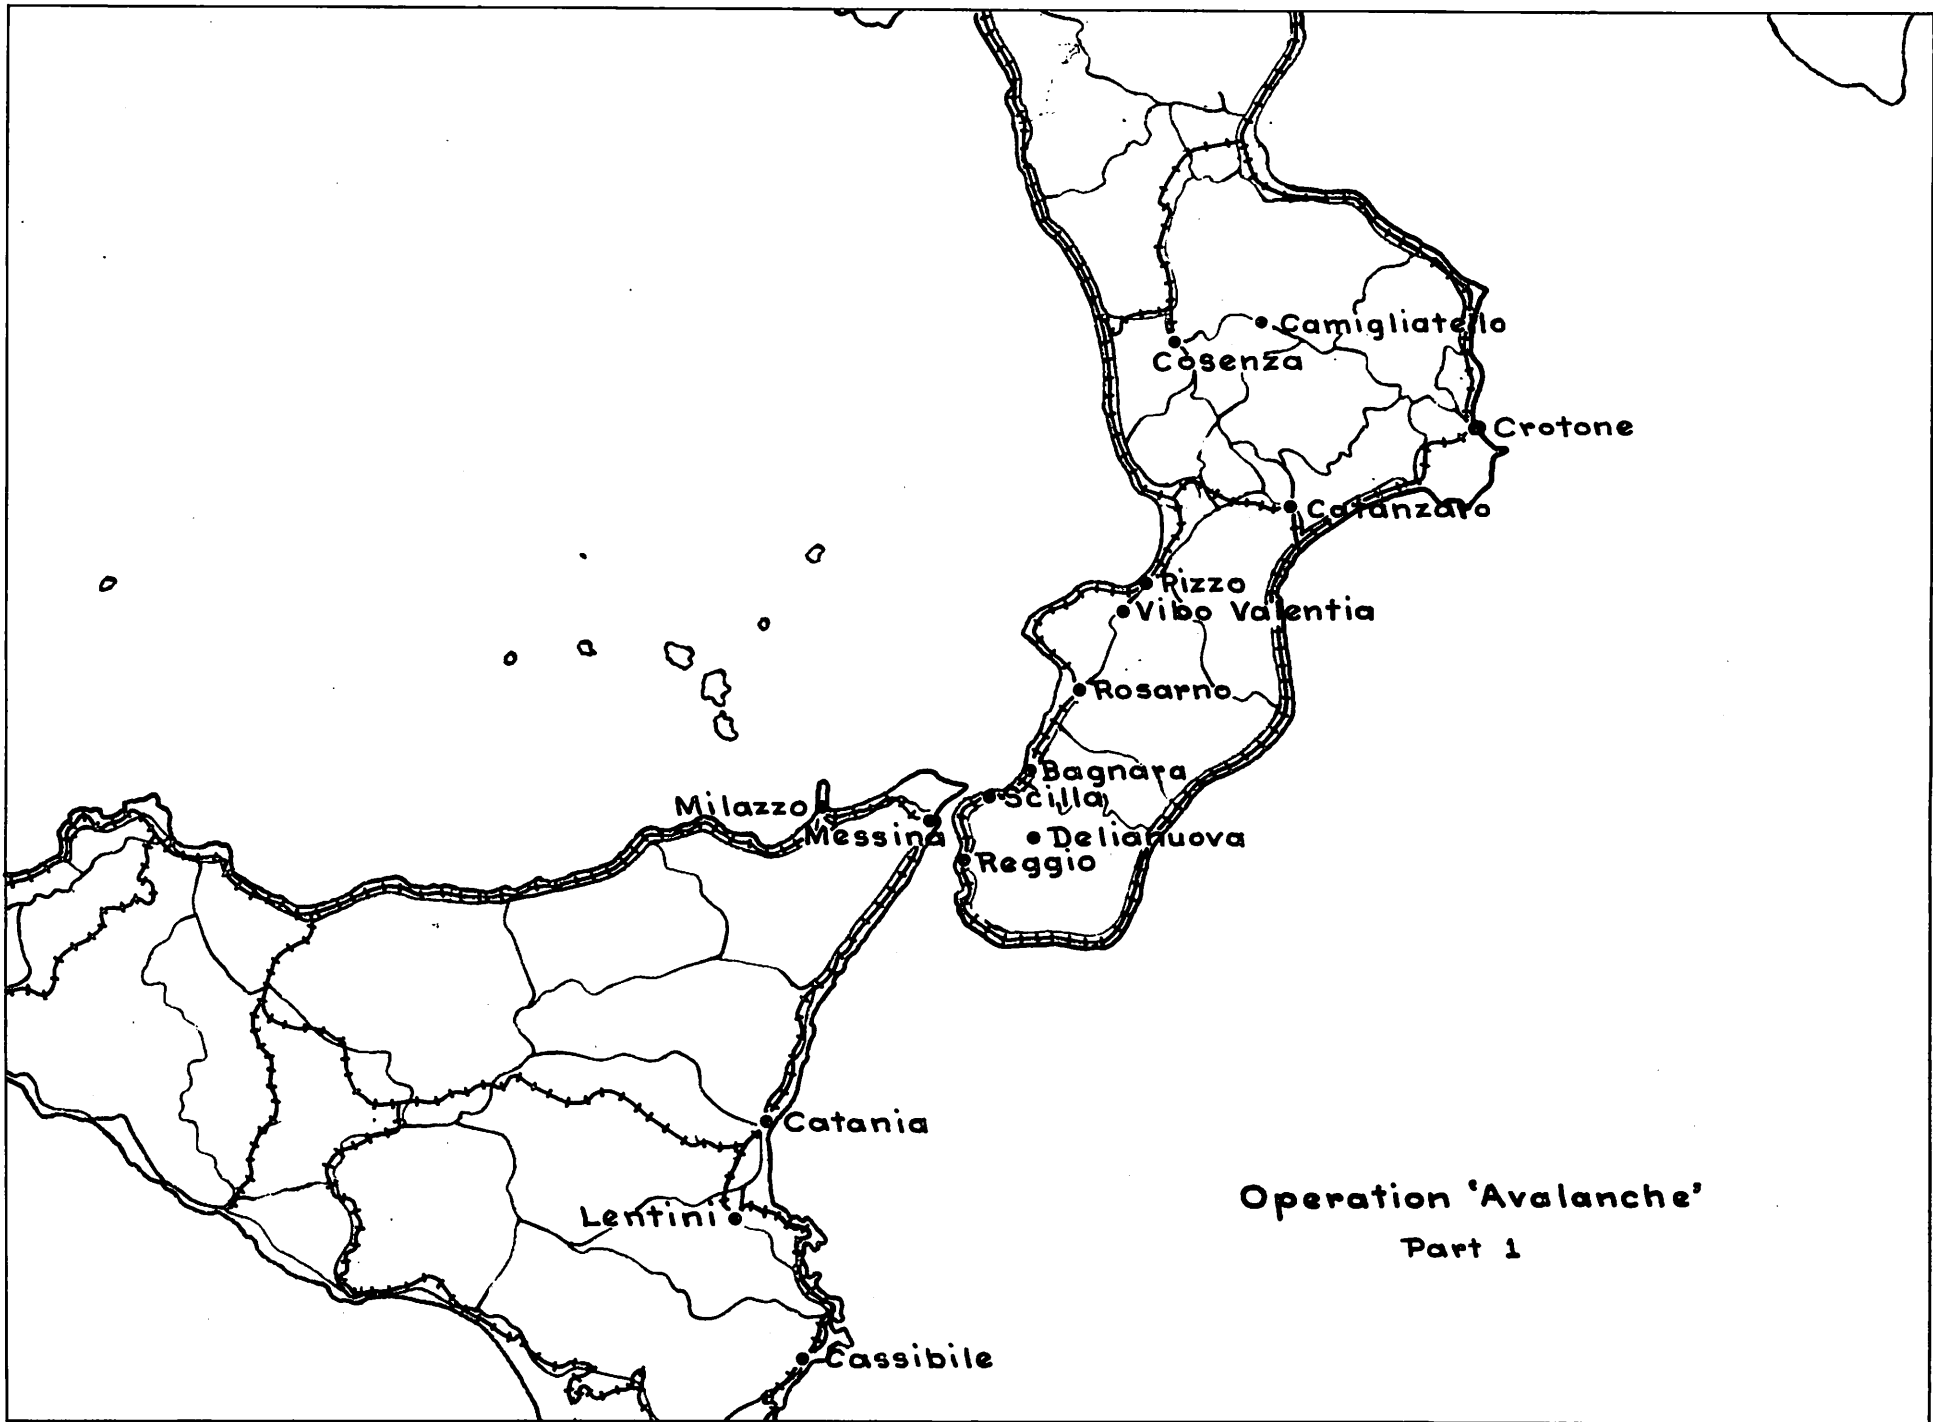 Camigliatello
Cosenza
Crotone
Catanzaro
Pizzo
Vibo Valentia
Rosarno
Bagnara
Scilla
Milazzo
Messina
Delianuova
Reggio
Catania
Operation 'Avalanche'
Part 1
Lentini
Cassibile